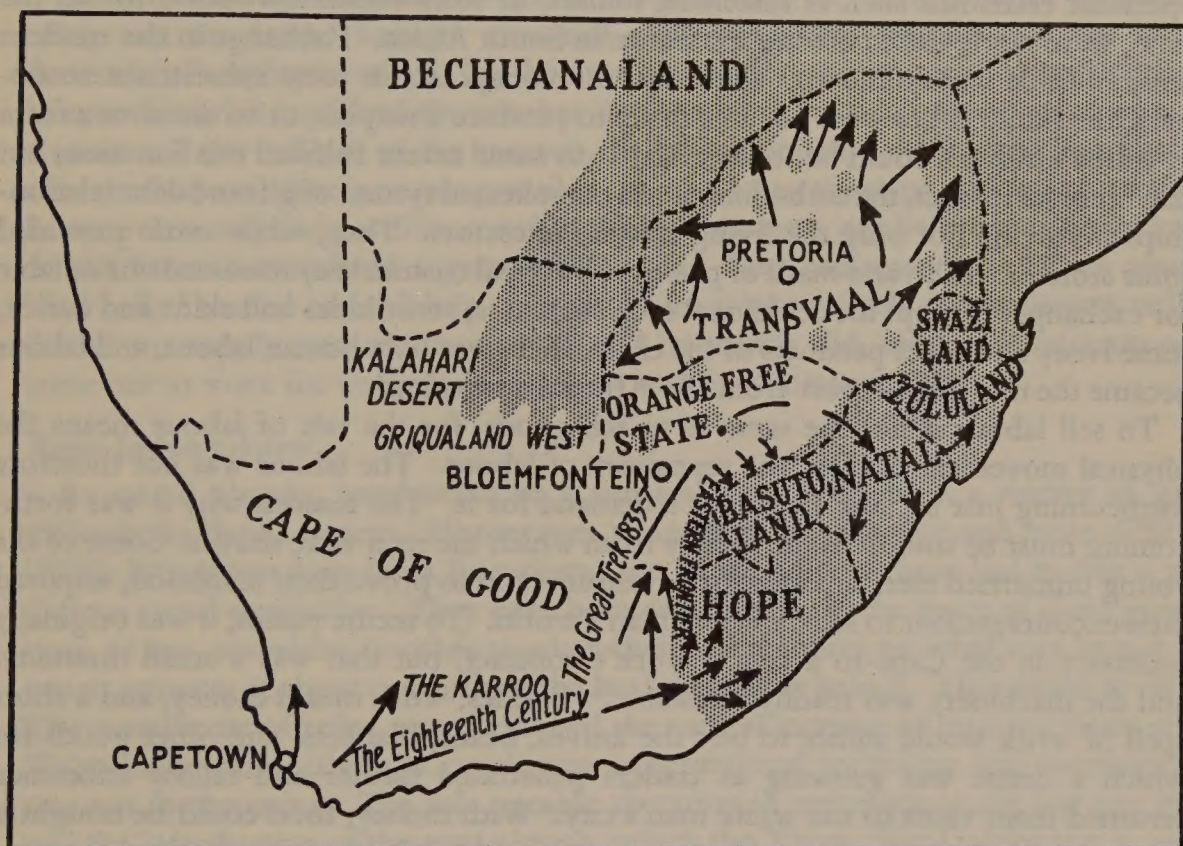 BECHUANALAND
PRETORIA
TRANSVAAL
SWAZI
LAND
ZULULAND
KALAHARI
DESERT
ORANGE FREE
STATE
GRIQUALAND WEST
BLOEMFONTEIN
BASUTO
LAND
NATAL
EASTERN FRONTIER
The Great Trek 1835-7
CAPE OF GOOD HOPE
THE KARROO
The Eighteenth Century
CAPETOWN